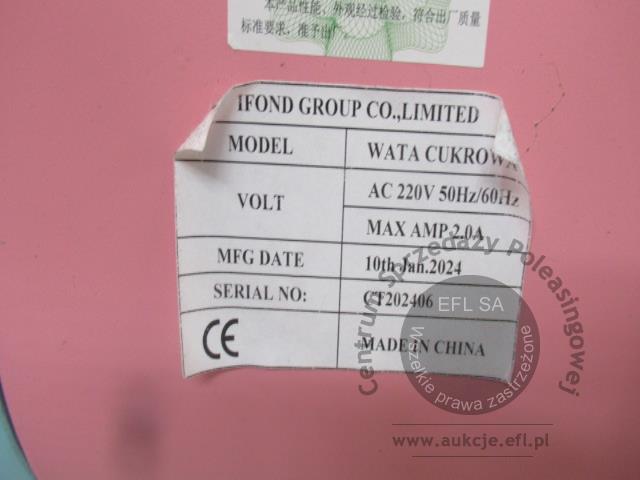 本产品性能，外观经过检验，符合出厂质量
标准要求，准予出厂
IFOND GROUP CO.,LIMITED
MODEL WATA CUKROWA
VOLT AC 220V 50Hz/60Hz
MAX AMP 2.0A
MFG DATE 10th Jan.2024
SERIAL NO: CT202406
CE MADE IN CHINA
Centrum Sprzedaży Poleasingowej
EFL SA
Wszelkie prawa zastrzeżone
www.aukcje.efl.pl